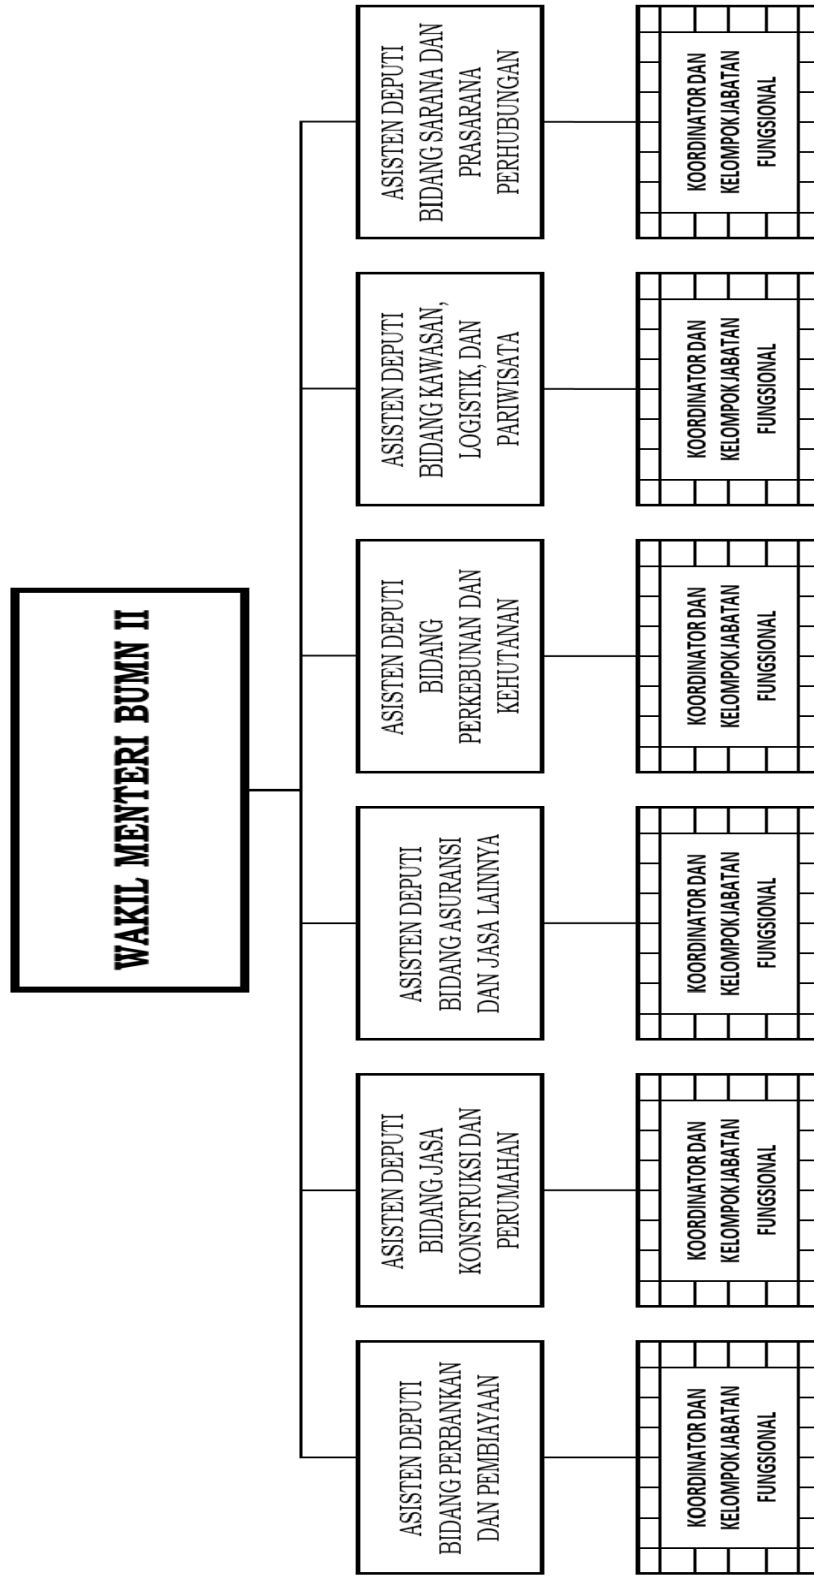 WAKIL MENTERI BUMN II
ASISTEN DEPUTI
BIDANG PERBANKAN
DAN PEMBIAYAAN
ASISTEN DEPUTI
BIDANG JASA
KONSTRUKSI DAN
PERUMAHAN
ASISTEN DEPUTI
BIDANG ASURANSI
DAN JASA LAINNYA
ASISTEN DEPUTI
BIDANG
PERKEBUNAN DAN
KEHUTANAN
ASISTEN DEPUTI
BIDANG KAWASAN,
LOGISTIK, DAN
PARIWISATA
ASISTEN DEPUTI
BIDANG SARANA DAN
PRASARANA
PERHUBUNGAN
KOORDINATOR DAN
KELOMPOK JABATAN
FUNGSIONAL
KOORDINATOR DAN
KELOMPOK JABATAN
FUNGSIONAL
KOORDINATOR DAN
KELOMPOK JABATAN
FUNGSIONAL
KOORDINATOR DAN
KELOMPOK JABATAN
FUNGSIONAL
KOORDINATOR DAN
KELOMPOK JABATAN
FUNGSIONAL
KOORDINATOR DAN
KELOMPOK JABATAN
FUNGSIONAL